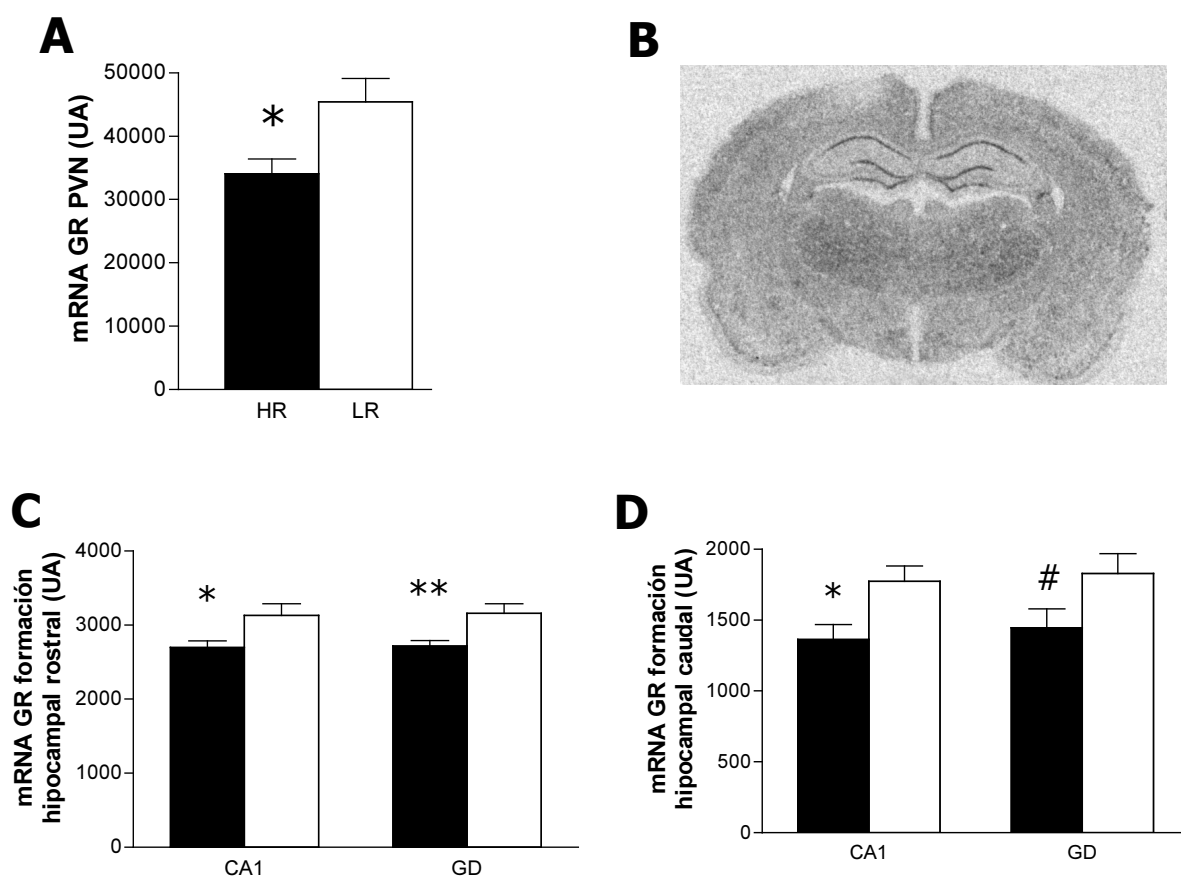 A
mRNA GR PVN (UA)
50000
40000
30000
20000
10000
0
*
HR
LR
B
C
mRNA GR formación
hipocampal rostral (UA)
4000
3000
2000
1000
0
*
**
CA1
GD
D
mRNA GR formación
hipocampal caudal (UA)
2000
1500
1000
500
0
*
#
CA1
GD